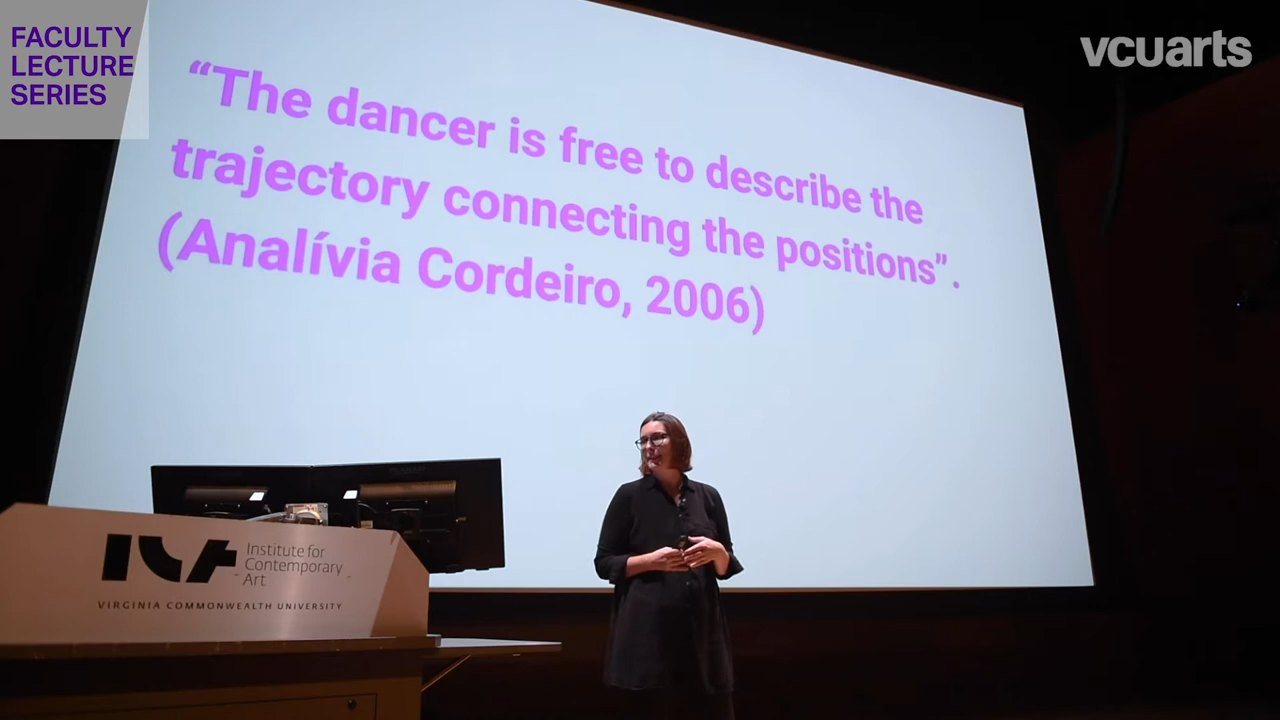 FACULTY
LECTURE
SERIES
vcuarts
“The dancer is free to describe the
trajectory connecting the positions”.
(Analívia Cordeiro, 2006)
ICA
Institute for
Contemporary
Art
VIRGINIA COMMONWEALTH UNIVERSITY